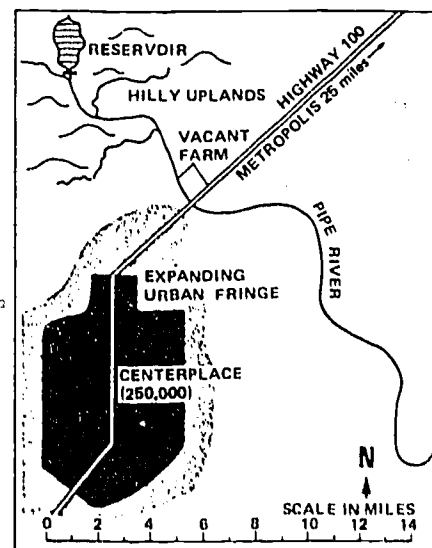 RESERVOIR
HILLY UPLANDS
VACANT
FARM
HIGHWAY 100
METROPOLIS 25 miles
PIPE RIVER
EXPANDING
URBAN FRINGE
CENTERPLACE
(250,000)
N
SCALE IN MILES
0 2 4 6 8 10 12 14